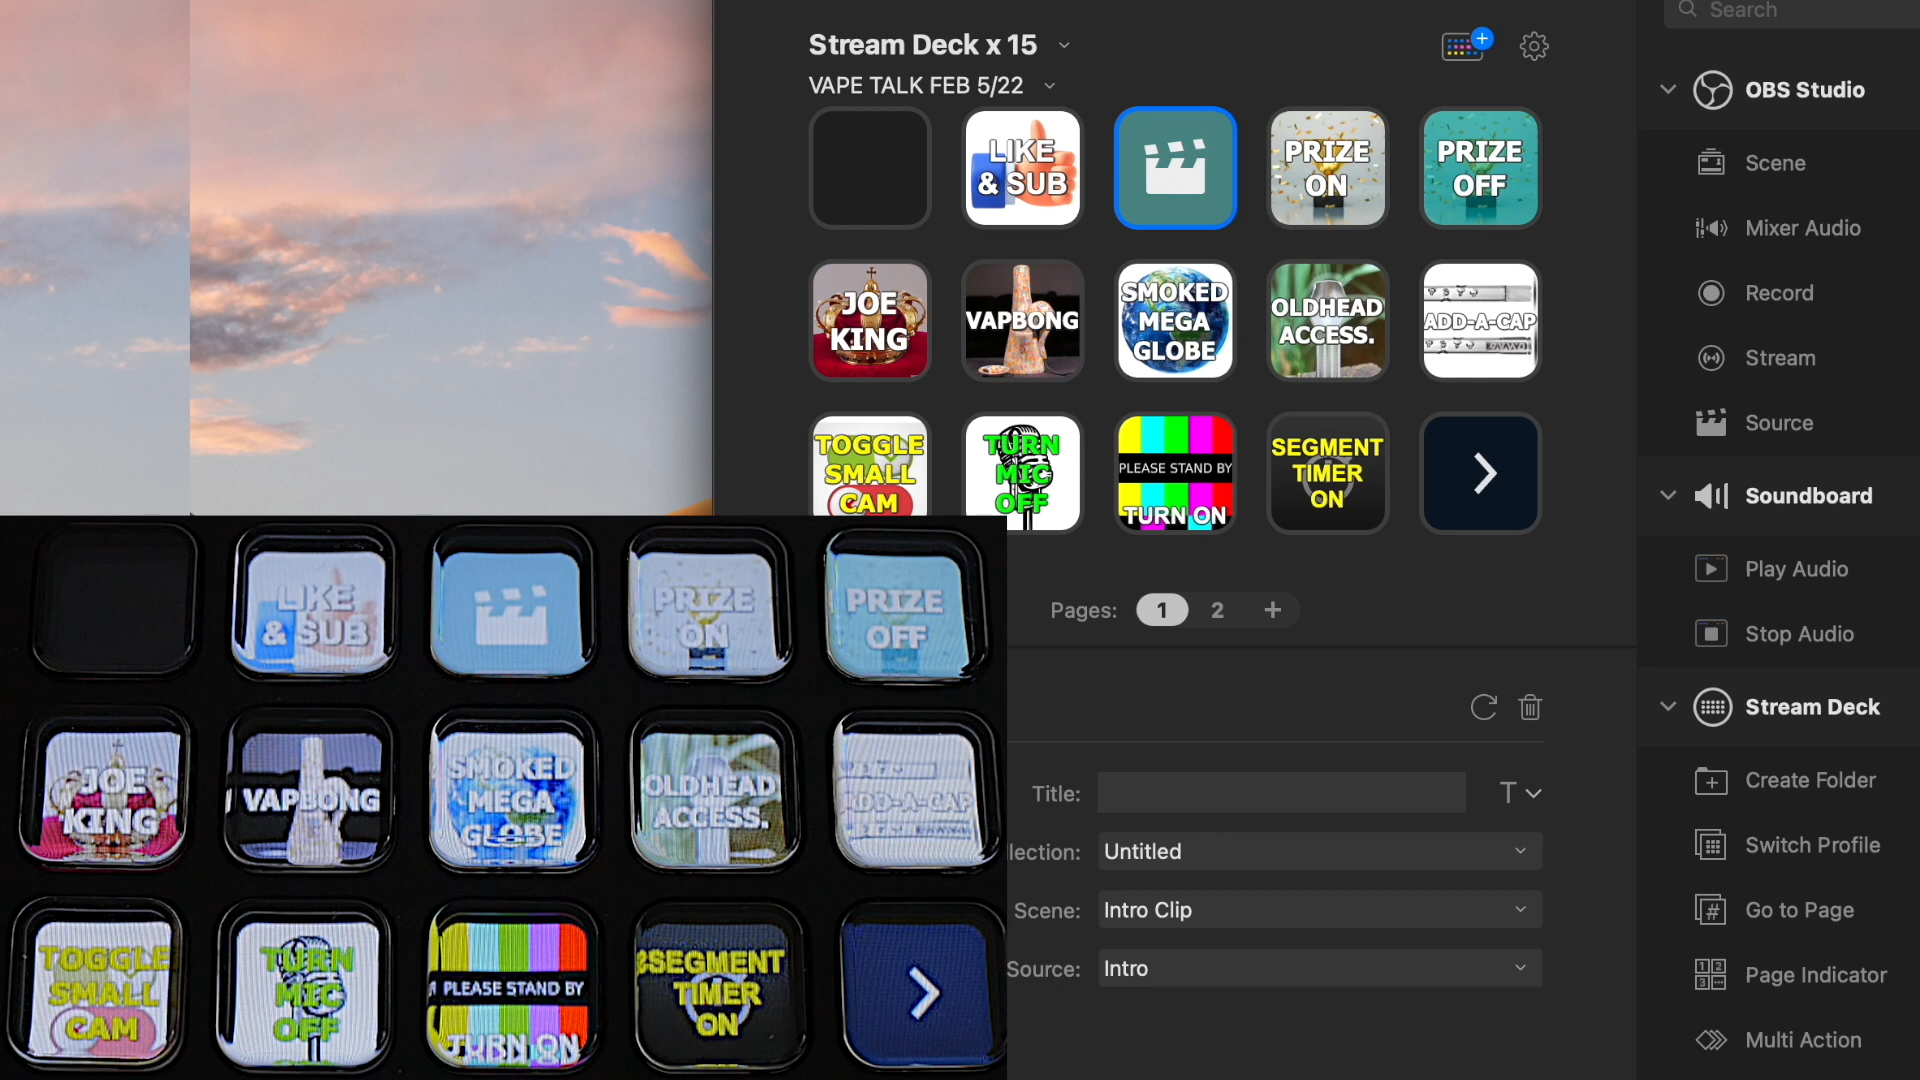 Stream Deck x 15
VAPE TALK FEB 5/22
LIKE
& SUB
PRIZE
ON
PRIZE
OFF
JOE
KING
VAPBONG
SMOKED
MEGA
GLOBE
OLDHEAD
ACCESS.
ADD-A-CAP
TOGGLE
SMALL
CAM
TURN
MIC
OFF
PLEASE STAND BY
TURN ON
SEGMENT
TIMER
ON
Pages: 1 2 +
Title: T
lection: Untitled
Scene: Intro Clip
Source: Intro
Search
OBS Studio
Scene
Mixer Audio
Record
Stream
Source
Soundboard
Play Audio
Stop Audio
Stream Deck
Create Folder
Switch Profile
# Go to Page
1 2 3 Page Indicator
Multi Action
LIKE
& SUB
PRIZE
ON
PRIZE
OFF
JOE
KING
VAPBONG
SMOKED
MEGA
GLOBE
OLDHEAD
ACCESS.
ADD-A-CAP
TOGGLE
SMALL
CAM
TURN
MIC
OFF
PLEASE STAND BY
TURN ON
SEGMENT
TIMER
ON